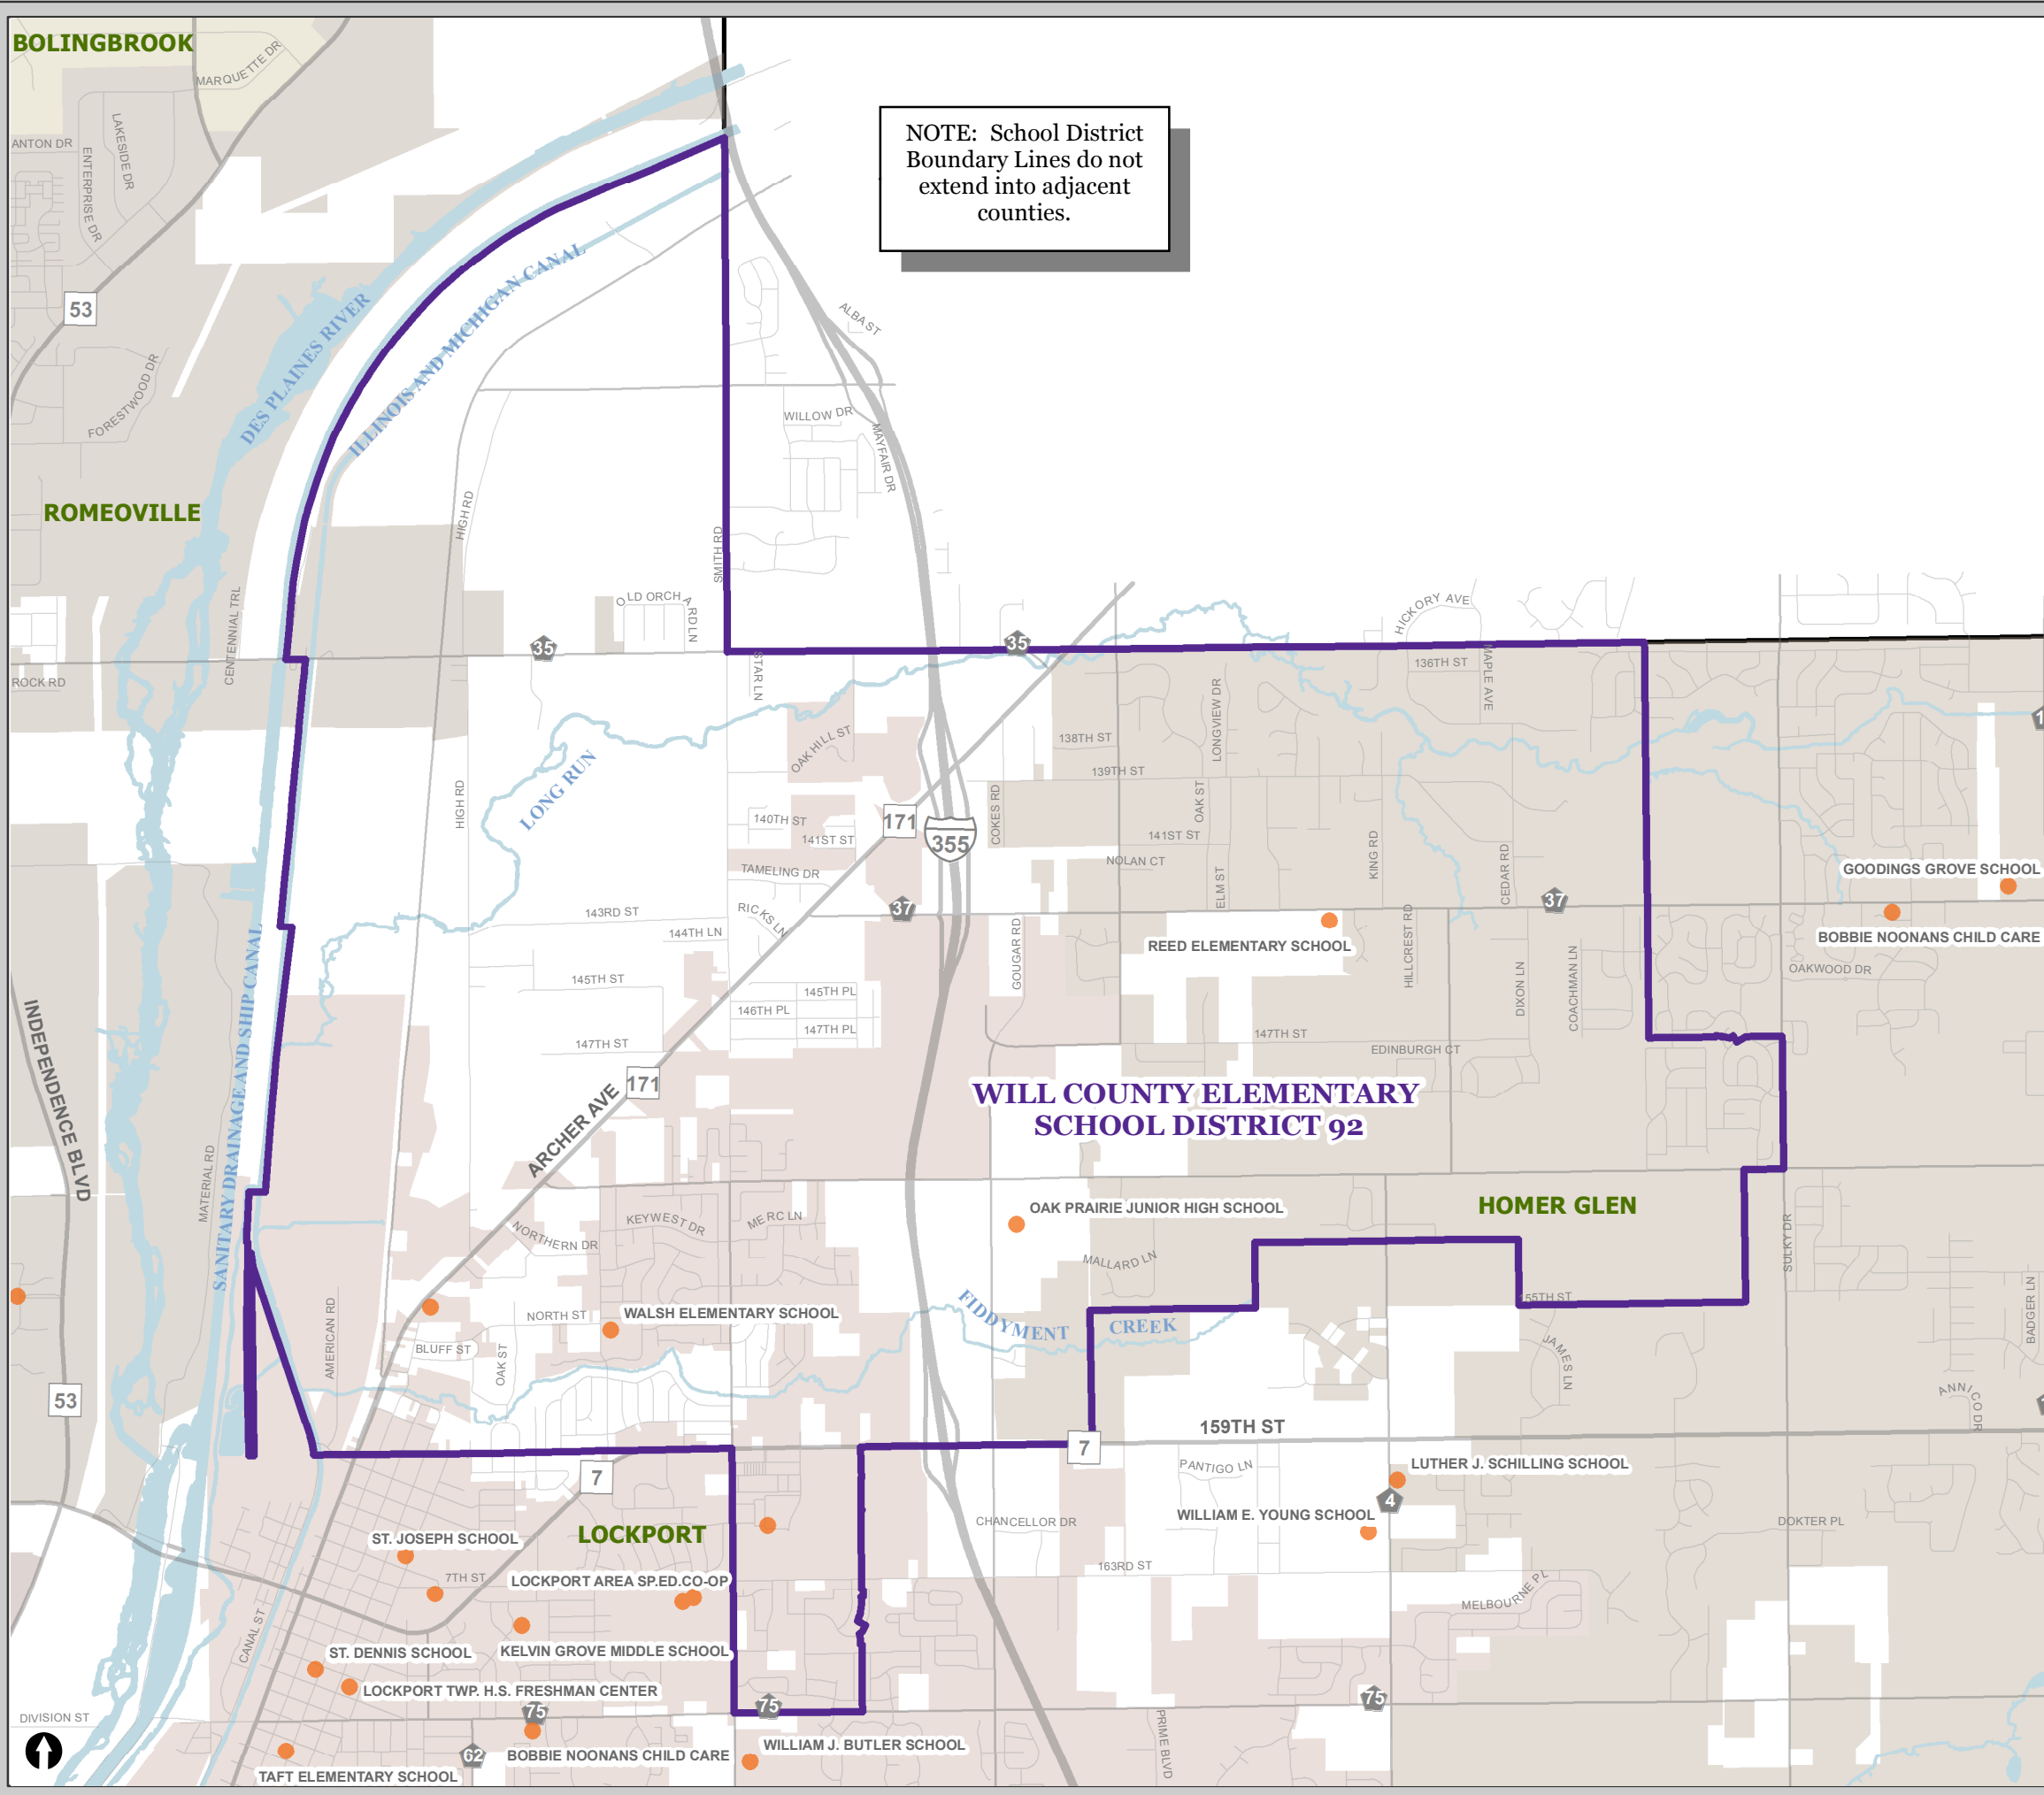 BOLINGBROOK
MARQUETTE DR
LAKESIDE DR
ANTON DR
ENTERPRISE DR
NOTE: School District
Boundary Lines do not
extend into adjacent
counties.
53
ALBA ST
DES PLAINES RIVER
ILLINOIS AND MICHIGAN CANAL
FORESTWOOD DR
WILLOW DR
MAYFAIR DR
ROMEOVILLE
HIGH RD
SMITH RD
CENTENNIAL TRL
OLD ORCHARD LN
HICKORY AVE
35
35
ROCK RD
STAR LN
136TH ST
MAPLE AVE
LONGVIEW DR
OAK HILL ST
138TH ST
139TH ST
LONG RUN
HIGH RD
COKES RD
OAK ST
140TH ST
141ST ST
171
355
141ST ST
KING RD
CEDAR RD
NOLAN CT
TAMELING DR
GOODINGS GROVE SCHOOL
ELM ST
37
37
143RD ST
RICKS LN
144TH LN
GOUGAR RD
REED ELEMENTARY SCHOOL
HILLCREST RD
BOBBIE NOONANS CHILD CARE
OAKWOOD DR
145TH ST
145TH PL
146TH PL
147TH PL
DIXON LN
COACHMAN LN
147TH ST
147TH ST
EDINBURGH CT
INDEPENDENCE BLVD
SANITARY DRAINAGE AND SHIP CANAL
MATERIAL RD
171
ARCHER AVE
WILL COUNTY ELEMENTARY
SCHOOL DISTRICT 92
HOMER GLEN
OAK PRAIRIE JUNIOR HIGH SCHOOL
KEYWEST DR
MERC LN
NORTHERN DR
MALLARD LN
SULKY DR
155TH ST
BADGER LN
AMERICAN RD
NORTH ST
WALSH ELEMENTARY SCHOOL
FIDDYMENT CREEK
BLUFF ST
OAK ST
JAMES LN
53
ANNICO DR
159TH ST
7
7
PANTIGO LN
LUTHER J. SCHILLING SCHOOL
4
WILLIAM E. YOUNG SCHOOL
CHANCELLOR DR
DOKTER PL
ST. JOSEPH SCHOOL
LOCKPORT
163RD ST
7TH ST
LOCKPORT AREA SP.ED.CO-OP
MELBOURNE PL
CANAL ST
ST. DENNIS SCHOOL
KELVIN GROVE MIDDLE SCHOOL
LOCKPORT TWP. H.S. FRESHMAN CENTER
75
75
75
DIVISION ST
PRIME BLVD
62
BOBBIE NOONANS CHILD CARE
WILLIAM J. BUTLER SCHOOL
TAFT ELEMENTARY SCHOOL